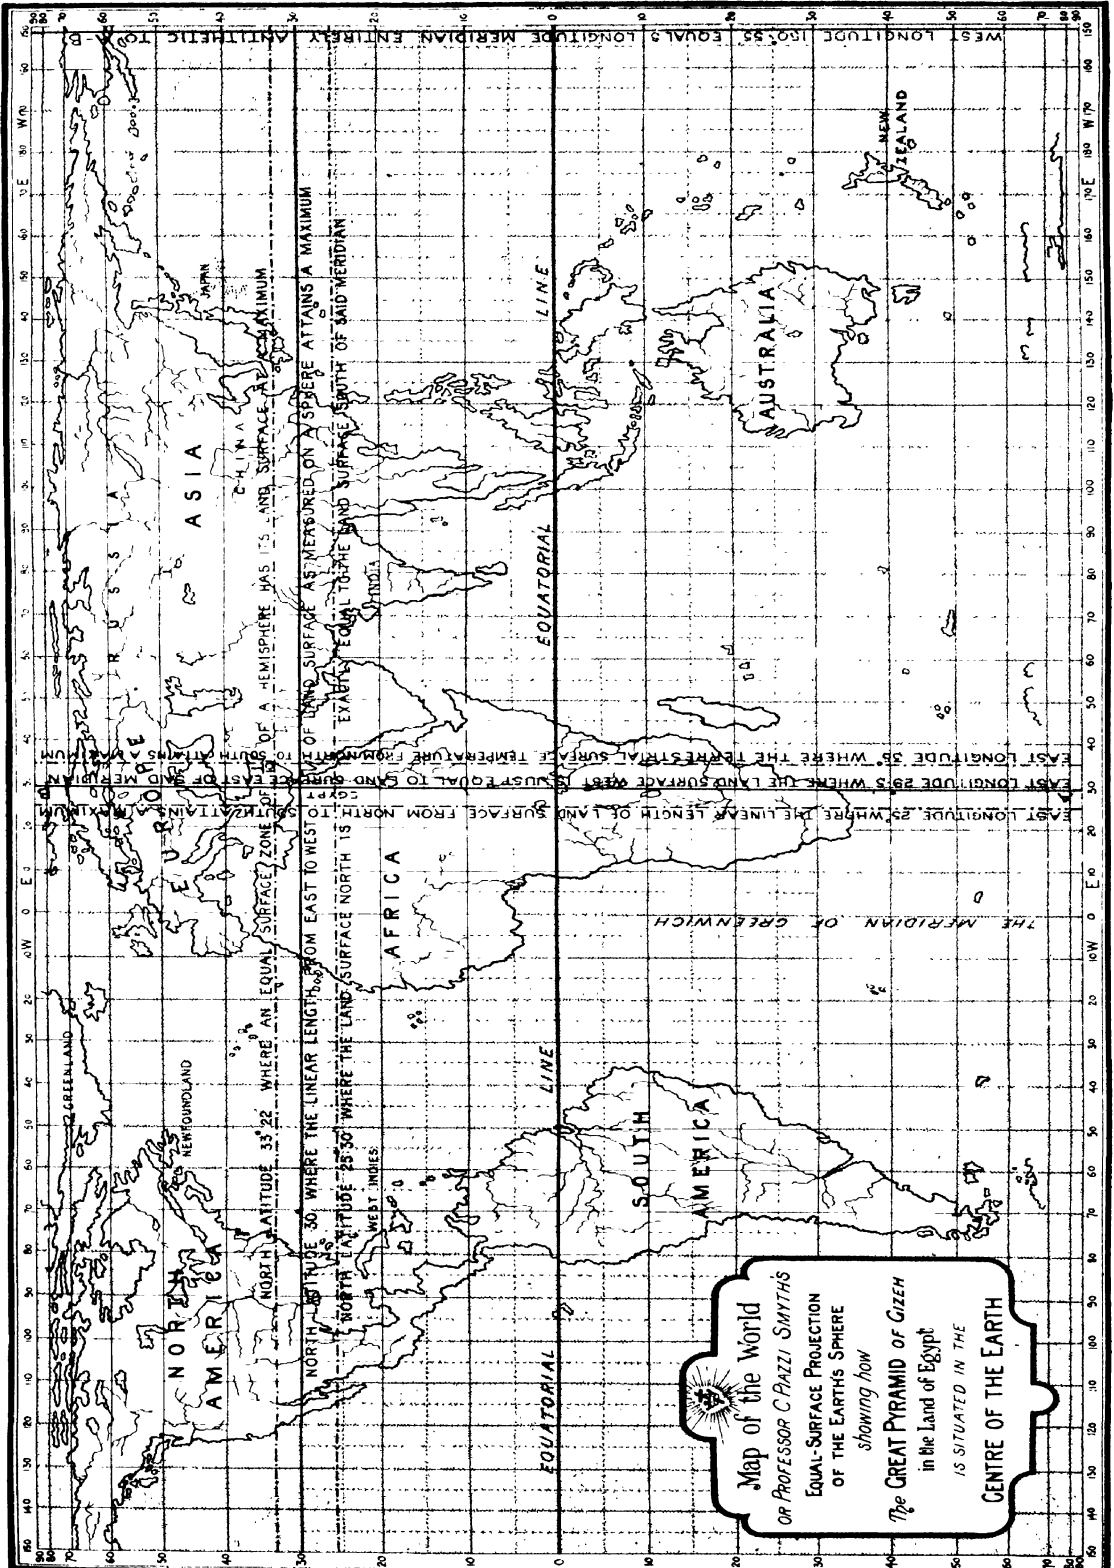 Map of the World
OR PROFESSOR C PIAZZI SMYTHS
EQUAL-SURFACE PROJECTION
OF THE EARTHS SPHERE
showing how
The GREAT PYRAMID OF GIZEH
in the Land of Egypt
IS SITUATED IN THE
CENTRE OF THE EARTH
NORTH LATITUDE 33°22 WHERE AN EQUAL SURFACE ZONE OF OF A HEMISPHERE HAS ITS LAND SURFACE AT A MAXIMUM
NORTH LATITUDE 30 WHERE THE LINEAR LENGTH FROM EAST TO WEST OF LAND SURFACE AS MEASURED ON A SPHERE ATTAINS A MAXIMUM
NORTH LATITUDE 25°30' WHERE THE LAND SURFACE NORTH IS EXACTLY EQUAL TO THE LAND SURFACE SOUTH OF SAID MERIDIAN
EAST LONGITUDE 35° WHERE THE TERRESTRIAL SURFACE TEMPERATURE FROM NORTH TO SOUTH ATTAINS A MAXIMUM
EAST LONGITUDE 29°5 WHERE THE LAND SURFACE WEST IS JUST EQUAL TO LAND SURFACE EAST OF SAID MERIDIAN
EAST LONGITUDE 25° WHERE THE LINEAR LENGTH OF LAND SURFACE FROM NORTH TO SOUTH ATTAINS A MAXIMUM
THE MERIDIAN OF GREENWICH
WEST LONGITUDE 150° 55' EQUALS LONGITUDE MERIDIAN ENTIRELY ANTITHETIC TO B
GREENLAND
NEWFOUNDLAND
NORTH
AMERICA
WEST INDIES
SOUTH
AMERICA
EUROPE
RUSSIA
ASIA
CHINA
JAPAN
INDIA
EGYPT
AFRICA
EQUATORIAL LINE
EQUATORIAL LINE
AUSTRALIA
NEW
ZEALAND